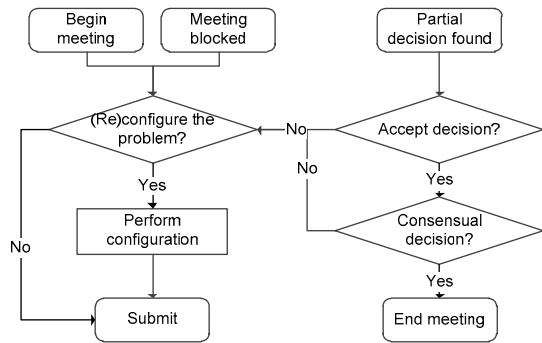 Begin
meeting
Meeting
blocked
Partial
decision found
(Re)configure the
problem?
No
Accept decision?
No
Yes
Yes
Perform
configuration
Consensual
decision?
No
Yes
Submit
End meeting